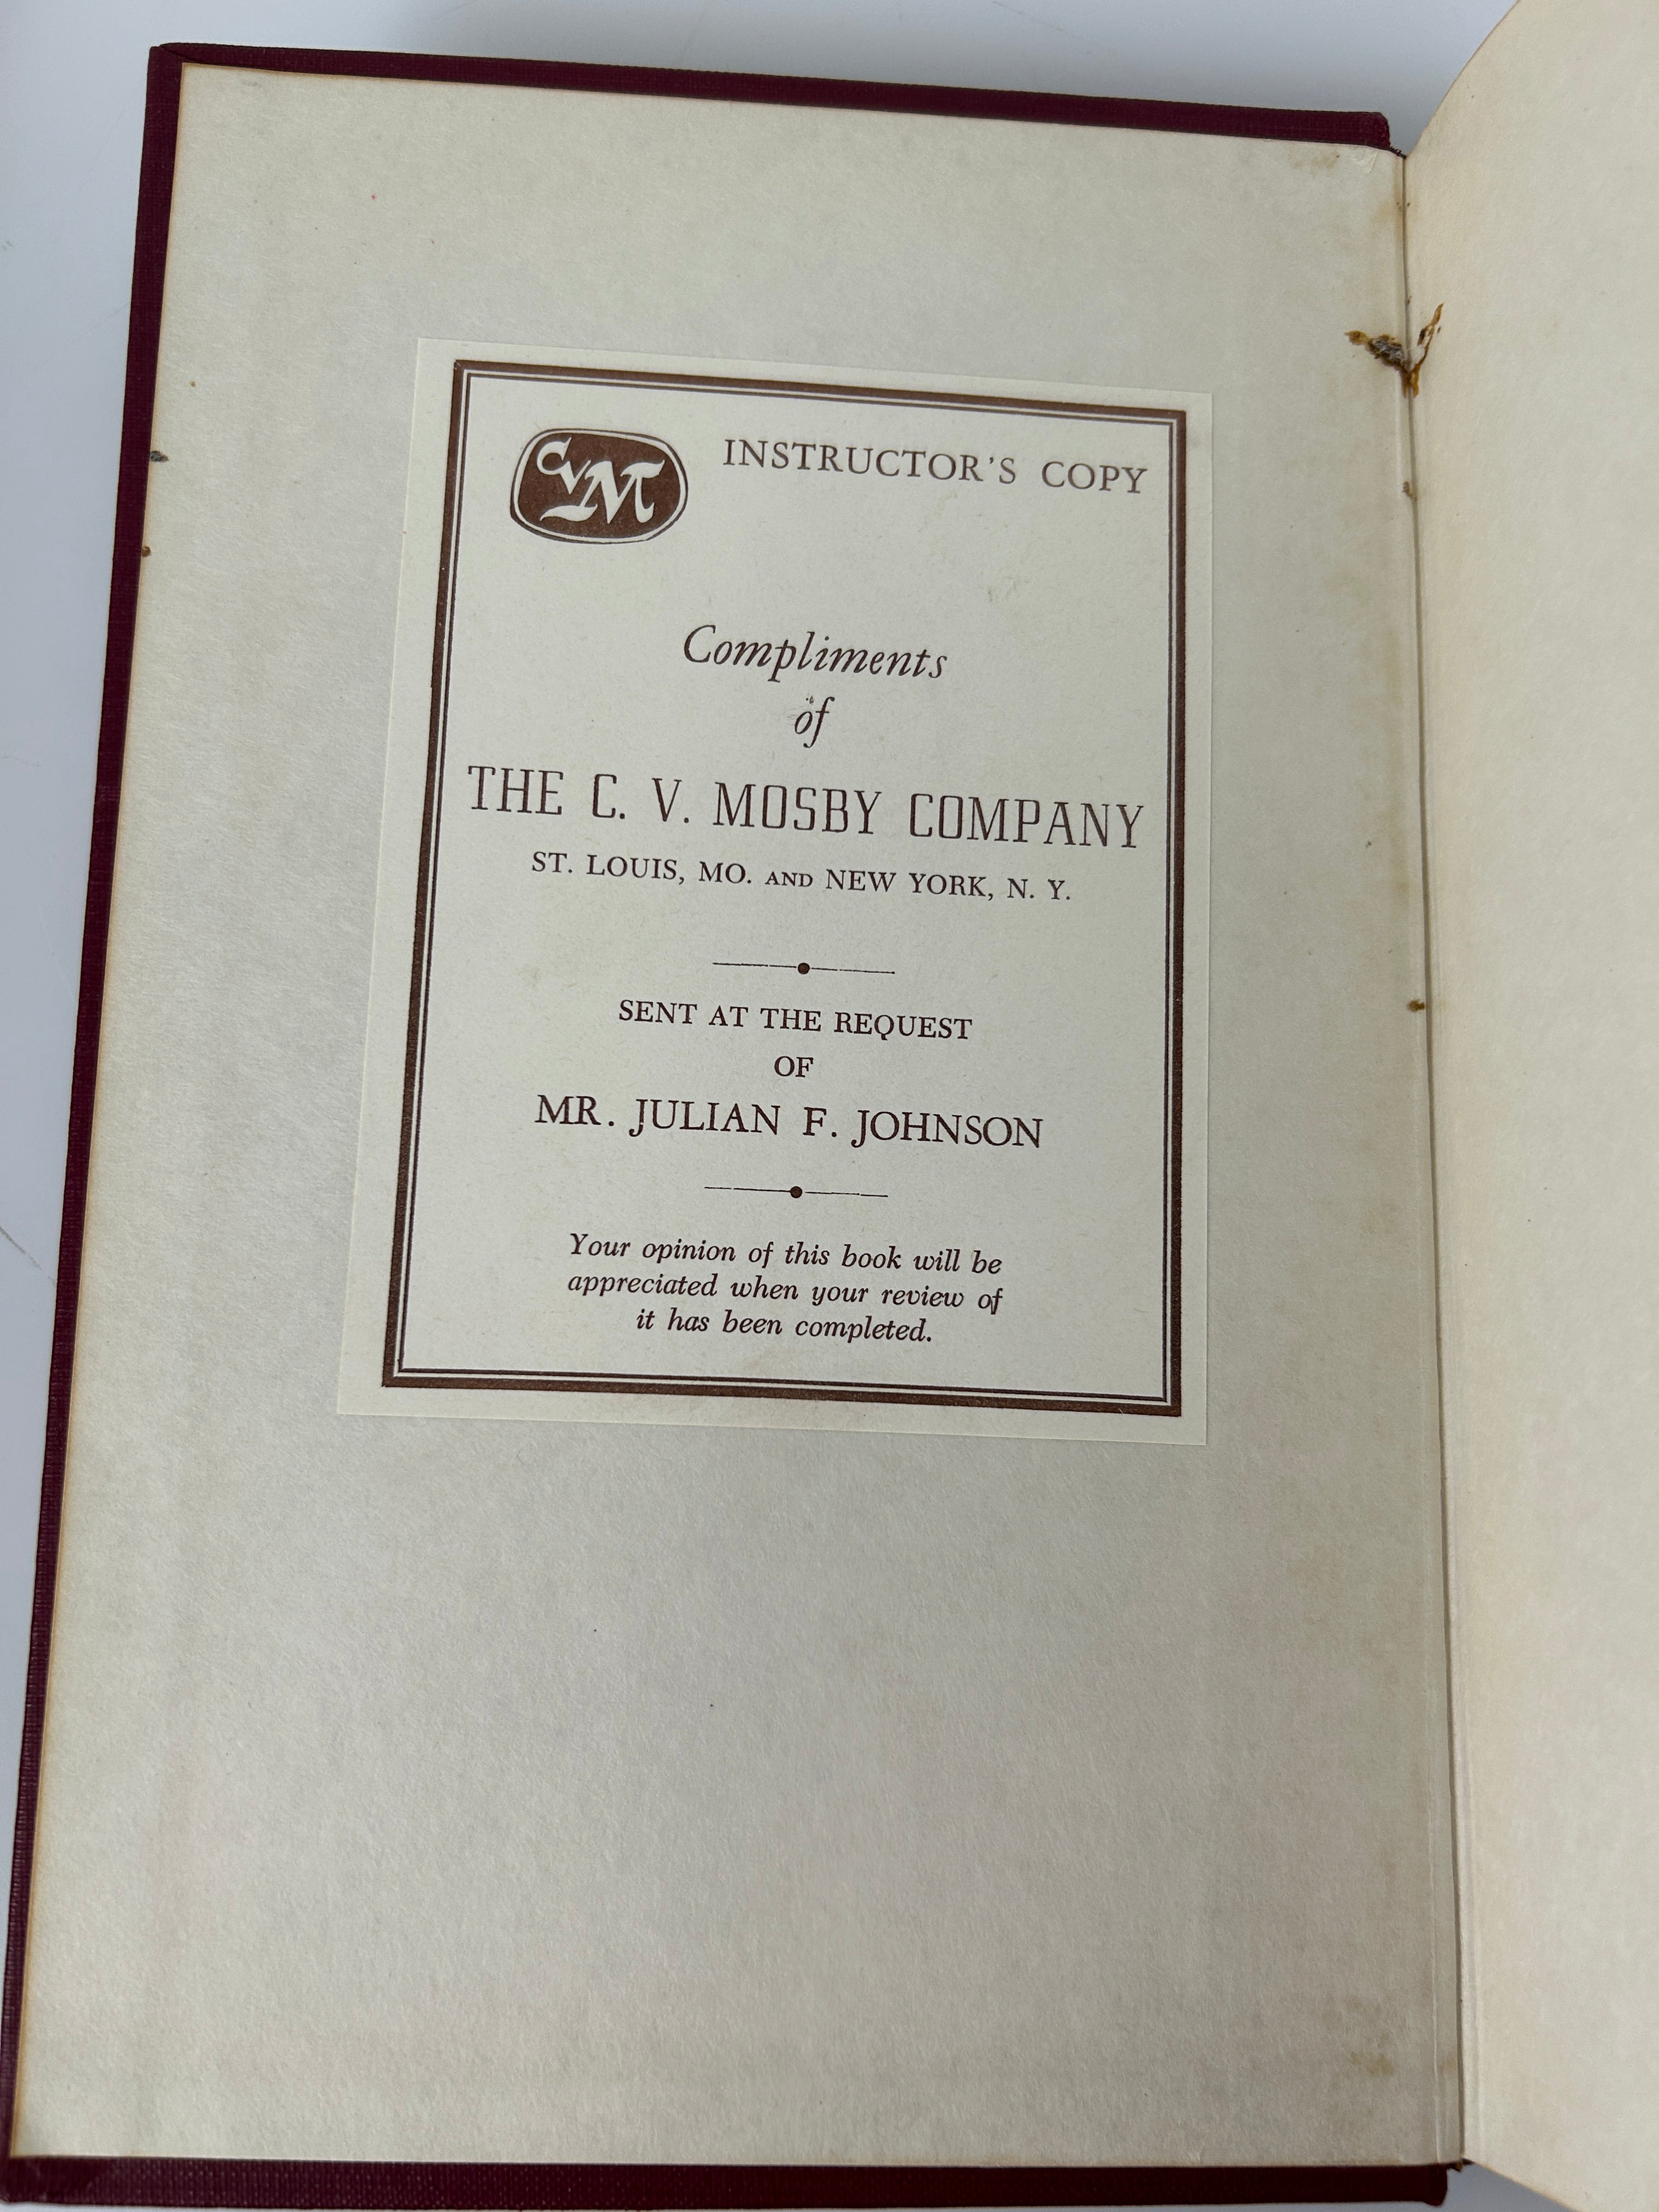 CVM
INSTRUCTOR'S COPY
Compliments
of
THE C. V. MOSBY COMPANY
ST. LOUIS, MO. AND NEW YORK, N. Y.
SENT AT THE REQUEST
OF
MR. JULIAN F. JOHNSON
Your opinion of this book will be
appreciated when your review of
it has been completed.